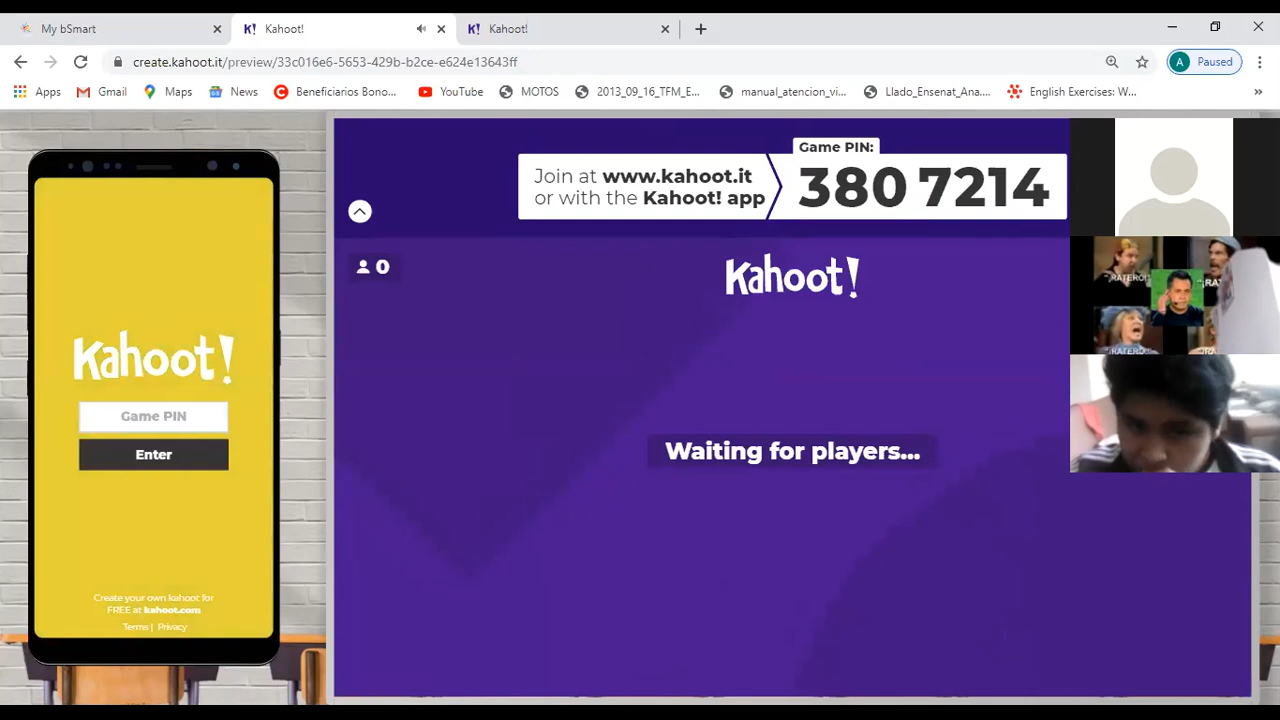 My bSmart
Kahoot!
Kahoot!
create.kahoot.it/preview/33c016e6-5653-429b-b2ce-e624e13643ff
A Paused
Apps
Gmail
Maps
News
Beneficiarios Bono...
YouTube
MOTOS
2013_09_16_TFM_E...
manual_atencion_vi...
Llado_Ensenat_Ana...
English Exercises: W...
Kahoot!
Game PIN
Enter
Create your own kahoot for
FREE at kahoot.com
Terms | Privacy
Join at www.kahoot.it
or with the Kahoot! app
Game PIN:
380 7214
0
Kahoot!
Waiting for players...
¡RATERO!
¡RATERO!